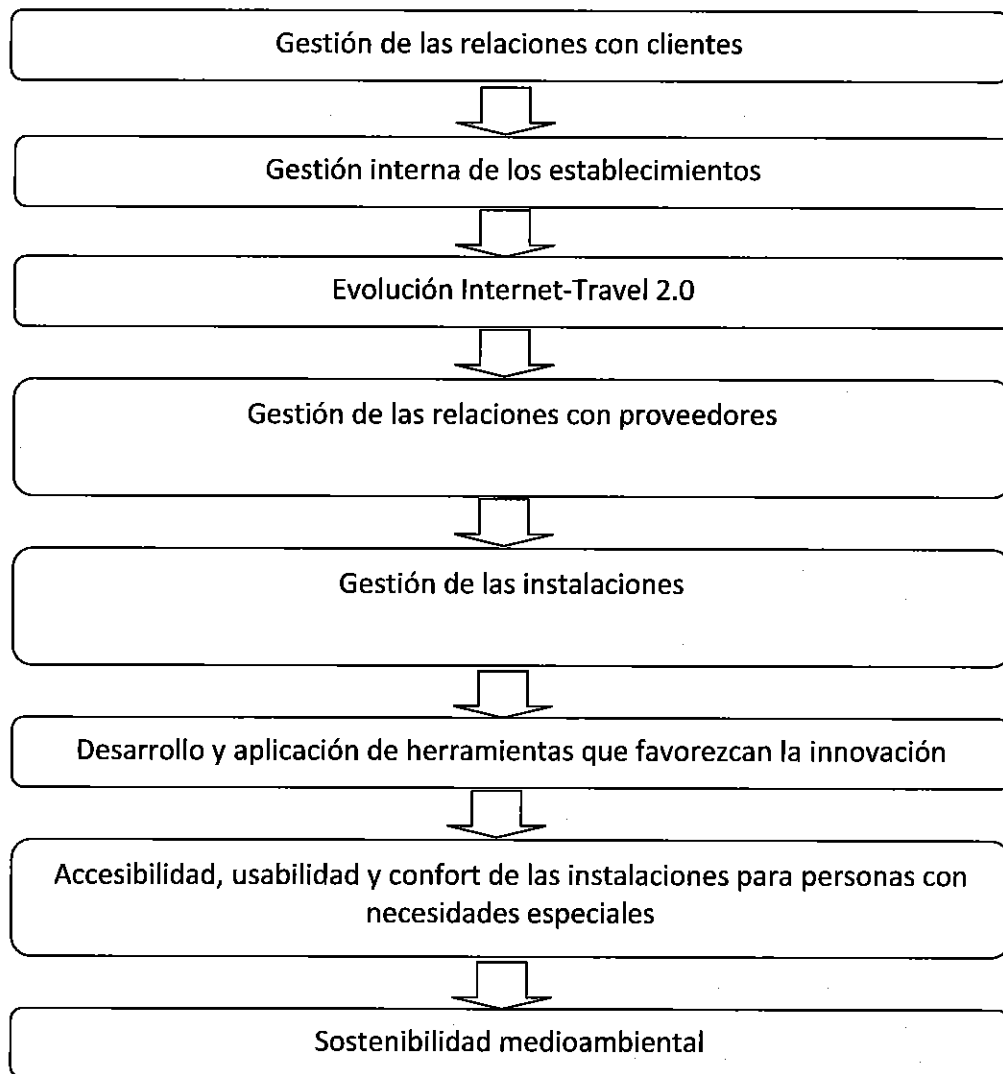 Gestión de las relaciones con clientes
Gestión interna de los establecimientos
Evolución Internet-Travel 2.0
Gestión de las relaciones con proveedores
Gestión de las instalaciones
Desarrollo y aplicación de herramientas que favorezcan la innovación
Accesibilidad, usabilidad y confort de las instalaciones para personas con
necesidades especiales
Sostenibilidad medioambiental